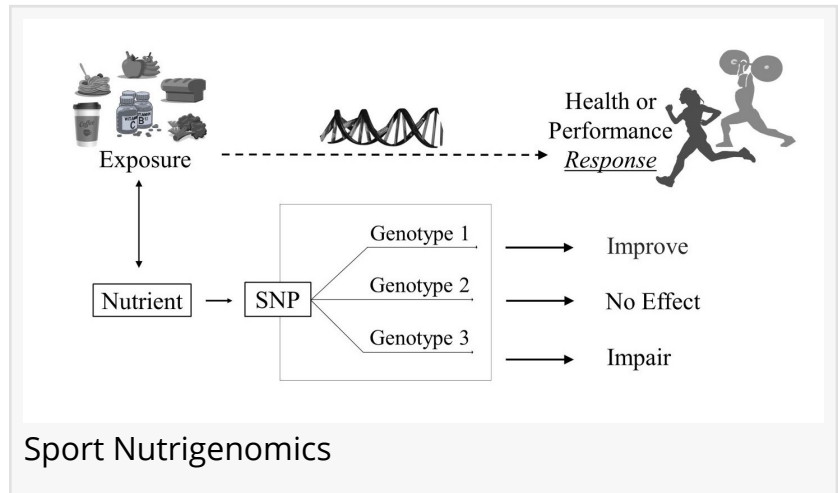 Exposure
Health or
Performance
Response
Nutrient
SNP
Genotype 1
Genotype 2
Genotype 3
Improve
No Effect
Impair
Sport Nutrigenomics